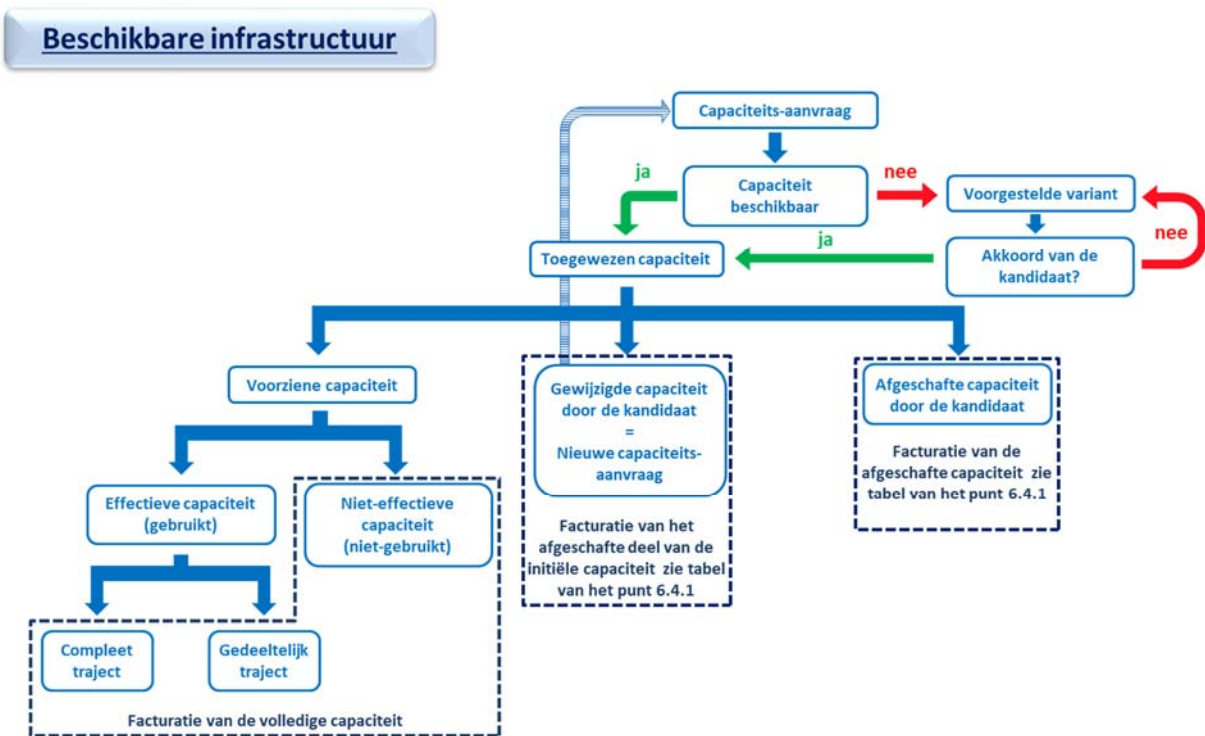 Beschikbare infrastructuur
Capaciteits-aanvraag
ja
nee
Capaciteit
beschikbaar
Voorgestelde variant
nee
ja
Toegewezen capaciteit
Akkoord van de
kandidaat?
Voorziene capaciteit
Gewijzigde capaciteit
door de kandidaat
=
Nieuwe capaciteits-
aanvraag
Afgeschafte capaciteit
door de kandidaat
Facturatie van de
afgeschafte capaciteit zie
tabel van het punt 6.4.1
Effectieve capaciteit
(gebruikt)
Niet-effectieve
capaciteit
(niet-gebruikt)
Facturatie van het
afgeschafte deel van de
initiële capaciteit zie tabel
van het punt 6.4.1
Compleet
traject
Gedeeltelijk
traject
Facturatie van de volledige capaciteit